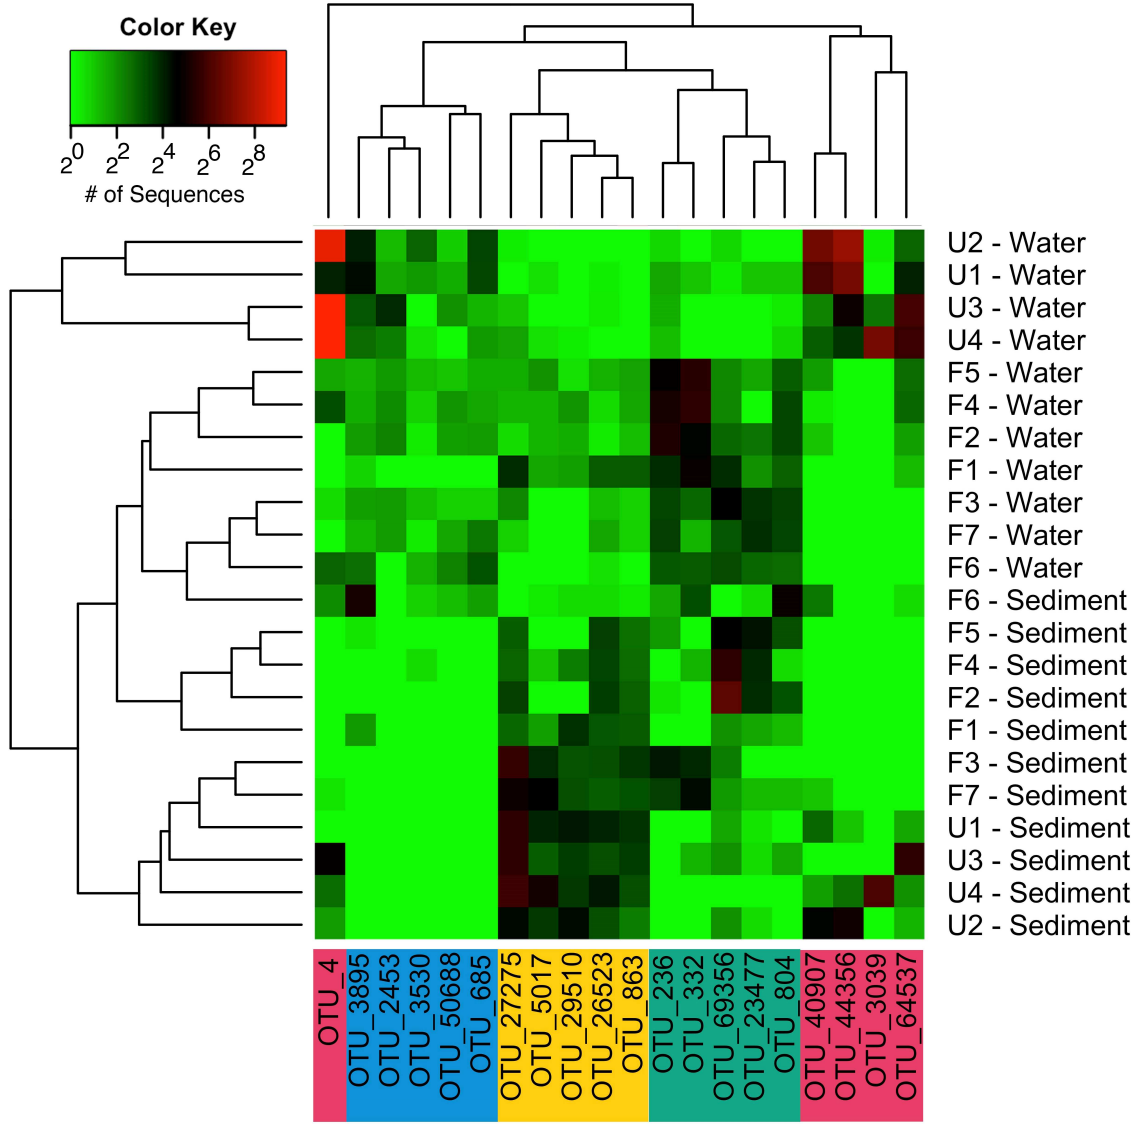 Color Key
2^0 2^2 2^4 2^6 2^8
# of Sequences
U2 - Water
U1 - Water
U3 - Water
U4 - Water
F5 - Water
F4 - Water
F2 - Water
F1 - Water
F3 - Water
F7 - Water
F6 - Water
F6 - Sediment
F5 - Sediment
F4 - Sediment
F2 - Sediment
F1 - Sediment
F3 - Sediment
F7 - Sediment
U1 - Sediment
U3 - Sediment
U4 - Sediment
U2 - Sediment
OTU_4
OTU_3895
OTU_2453
OTU_3530
OTU_50688
OTU_685
OTU_27275
OTU_5017
OTU_29510
OTU_26523
OTU_863
OTU_236
OTU_332
OTU_69356
OTU_23477
OTU_804
OTU_40907
OTU_44356
OTU_3039
OTU_64537